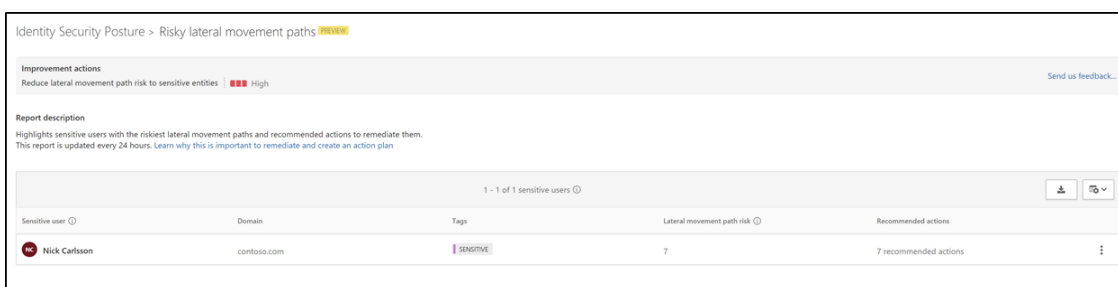 Identity Security Posture > Risky lateral movement paths PREVIEW
Improvement actions
Reduce lateral movement path risk to sensitive entities High
Send us feedback...
Report description
Highlights sensitive users with the riskiest lateral movement paths and recommended actions to remediate them.
This report is updated every 24 hours. Learn why this is important to remediate and create an action plan
1 - 1 of 1 sensitive users
Sensitive user Domain Tags Lateral movement path risk Recommended actions
NC Nick Carlsson contoso.com SENSITIVE 7 7 recommended actions